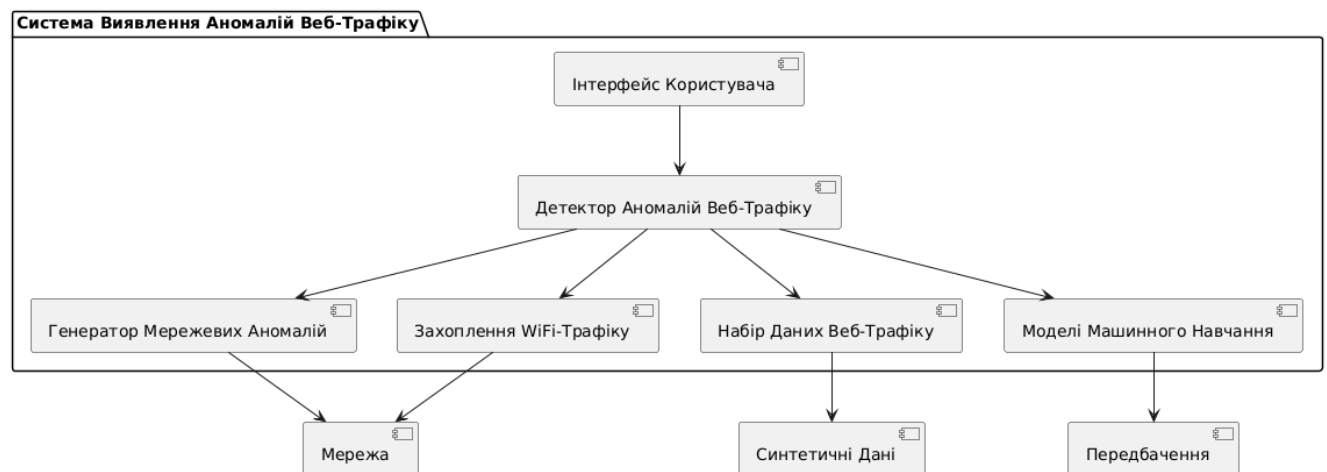 Система Виявлення Аномалій Веб-Трафіку
Інтерфейс Користувача
Детектор Аномалій Веб-Трафіку
Генератор Мережевих Аномалій
Захоплення WiFi-Трафіку
Набір Даних Веб-Трафіку
Моделі Машинного Навчання
Мережа
Синтетичні Дані
Передбачення